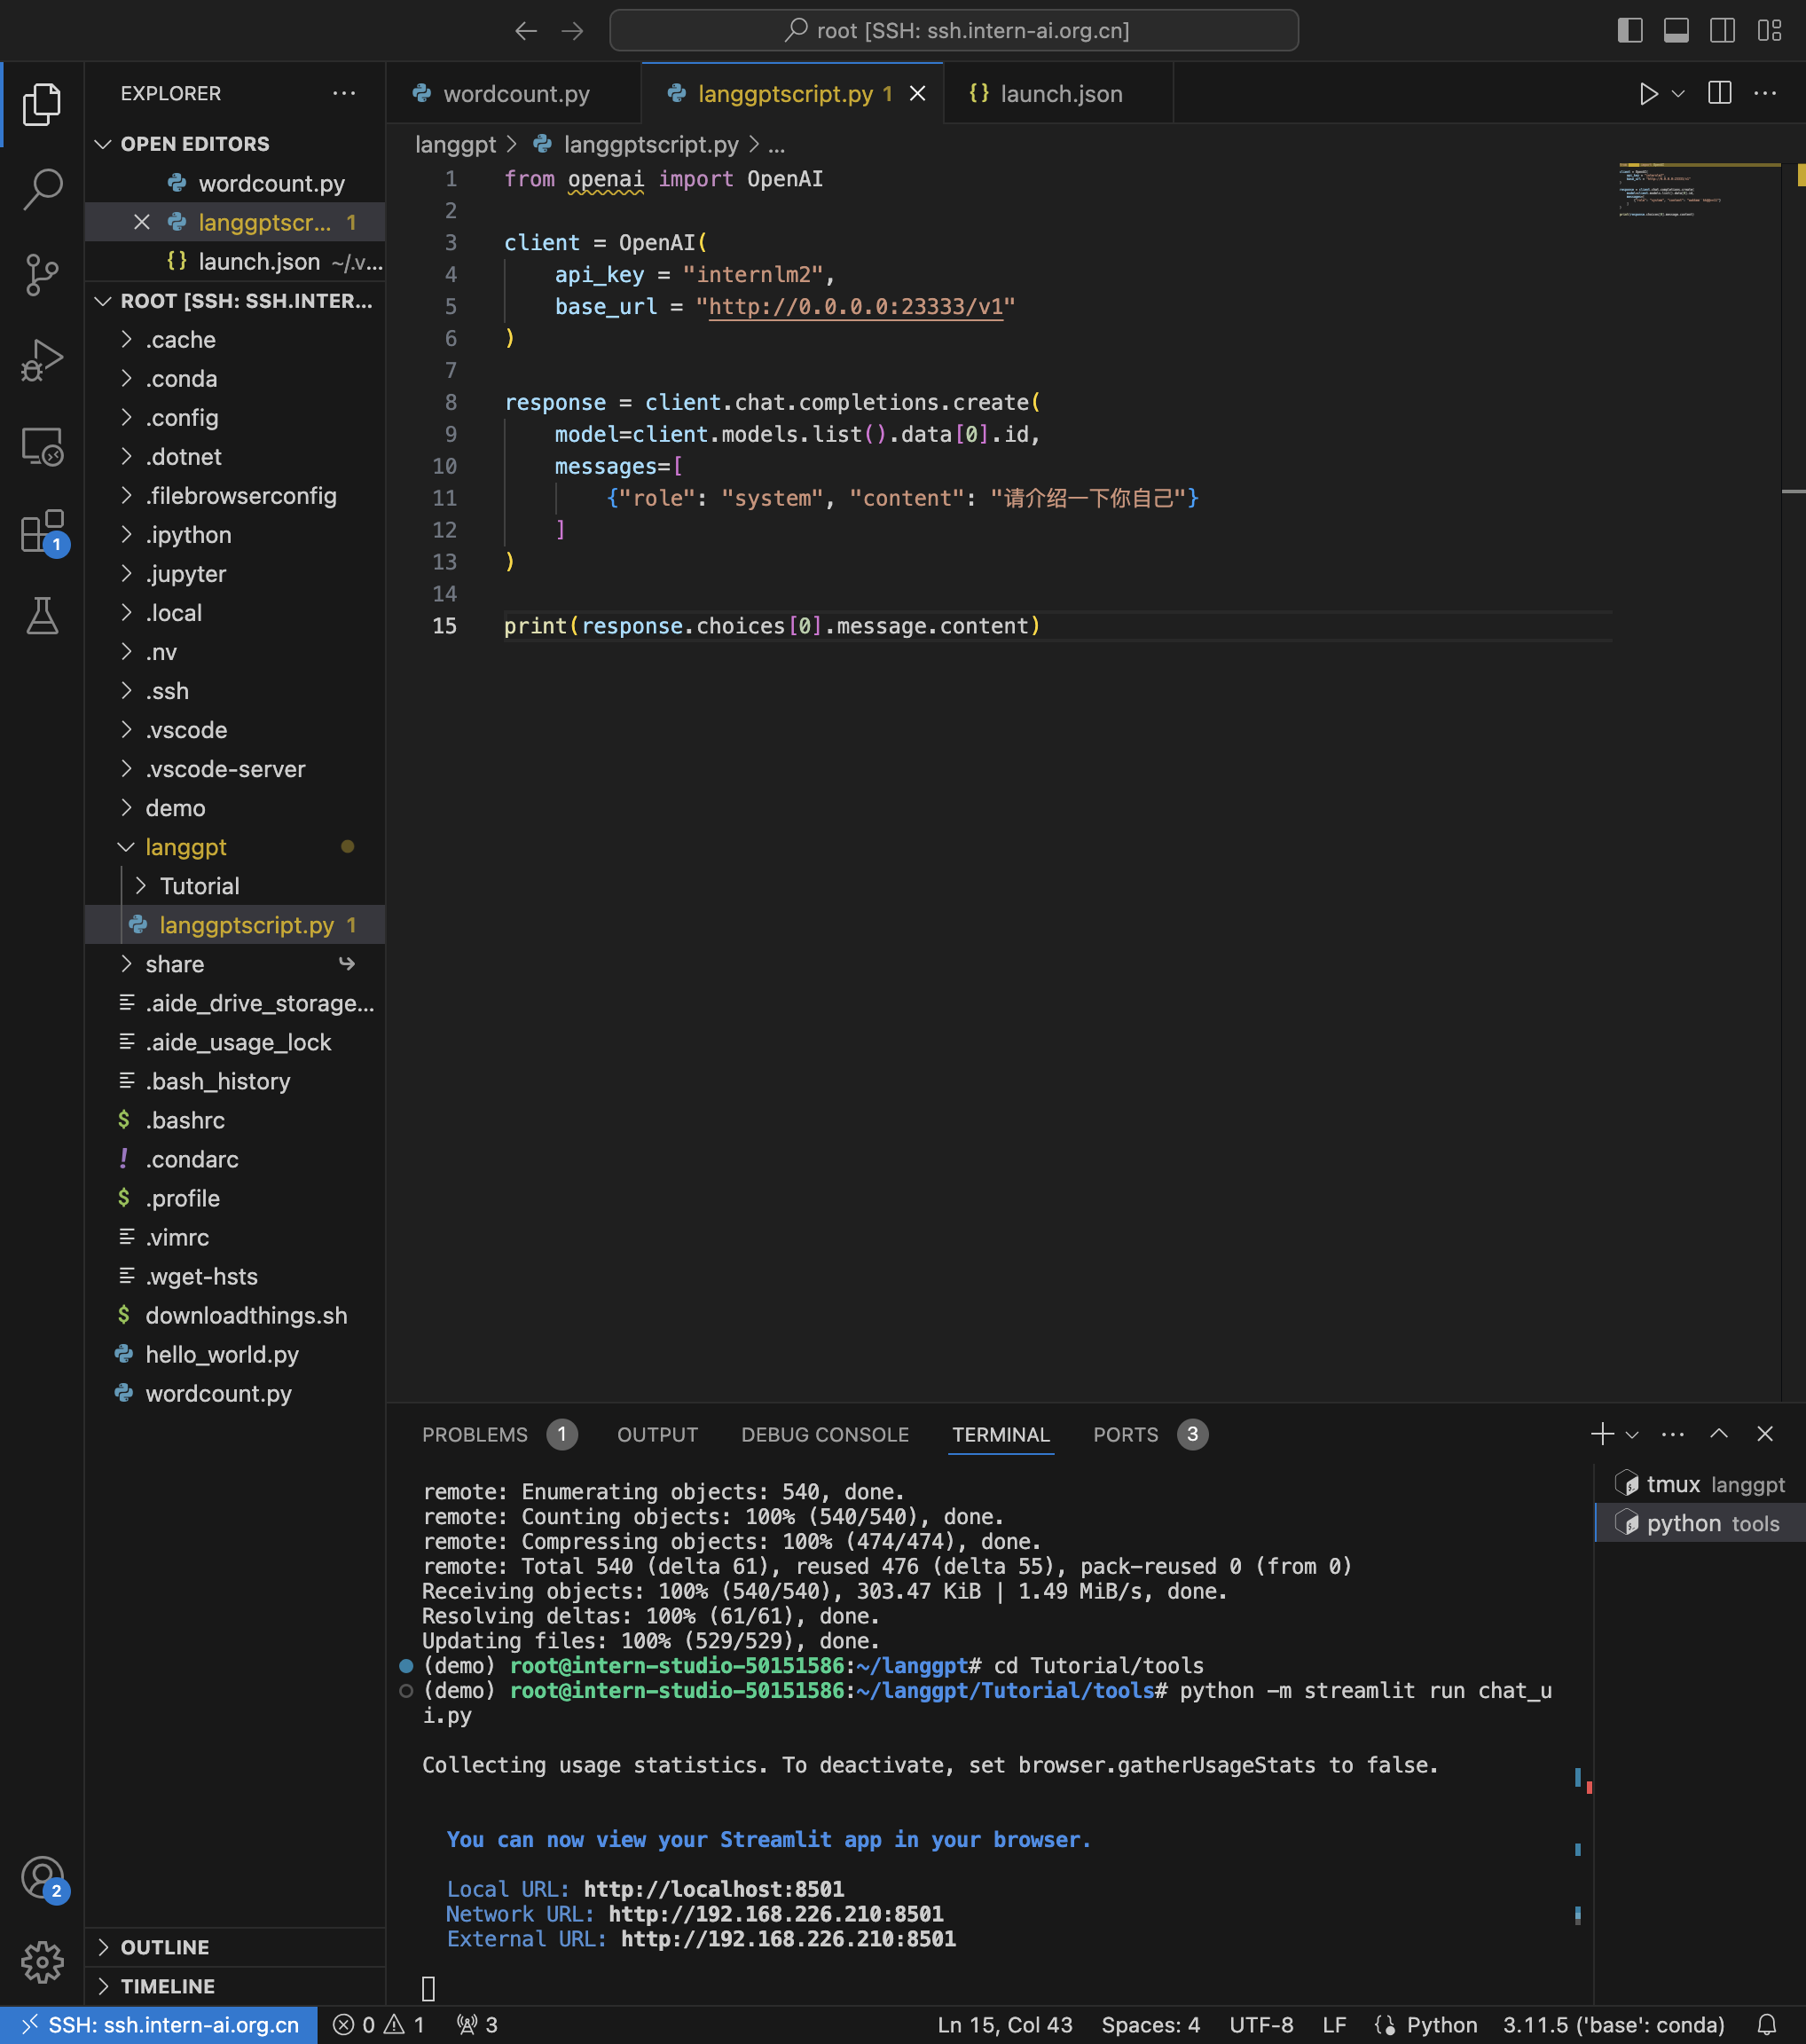 root [SSH: ssh.intern-ai.org.cn]
EXPLORER
OPEN EDITORS
wordcount.py
langgptscr... 1
launch.json ~/.v...
ROOT [SSH: SSH.INTER...
.cache
.conda
.config
.dotnet
.filebrowserconfig
.ipython
.jupyter
.local
.nv
.ssh
.vscode
.vscode-server
demo
langgpt
Tutorial
langgptscript.py 1
share
.aide_drive_storage...
.aide_usage_lock
.bash_history
$ .bashrc
! .condarc
$ .profile
.vimrc
.wget-hsts
$ downloadthings.sh
hello_world.py
wordcount.py
OUTLINE
TIMELINE
1
2
wordcount.py
langgptscript.py 1
{} launch.json
langgpt > langgptscript.py > ...
1 from openai import OpenAI
2
3 client = OpenAI(
4 api_key = "internlm2",
5 base_url = "http://0.0.0.0:23333/v1"
6 )
7
8 response = client.chat.completions.create(
9 model=client.models.list().data[0].id,
10 messages=[
11 {"role": "system", "content": "请介绍一下你自己"}
12 ]
13 )
14
15 print(response.choices[0].message.content)
PROBLEMS 1 OUTPUT DEBUG CONSOLE TERMINAL PORTS 3
remote: Enumerating objects: 540, done.
remote: Counting objects: 100% (540/540), done.
remote: Compressing objects: 100% (474/474), done.
remote: Total 540 (delta 61), reused 476 (delta 55), pack-reused 0 (from 0)
Receiving objects: 100% (540/540), 303.47 KiB | 1.49 MiB/s, done.
Resolving deltas: 100% (61/61), done.
Updating files: 100% (529/529), done.
(demo) root@intern-studio-50151586:~/langgpt# cd Tutorial/tools
(demo) root@intern-studio-50151586:~/langgpt/Tutorial/tools# python -m streamlit run chat_u
i.py
Collecting usage statistics. To deactivate, set browser.gatherUsageStats to false.
You can now view your Streamlit app in your browser.
Local URL: http://localhost:8501
Network URL: http://192.168.226.210:8501
External URL: http://192.168.226.210:8501
tmux langgpt
python tools
SSH: ssh.intern-ai.org.cn 0 1 3 Ln 15, Col 43 Spaces: 4 UTF-8 LF Python 3.11.5 ('base': conda)